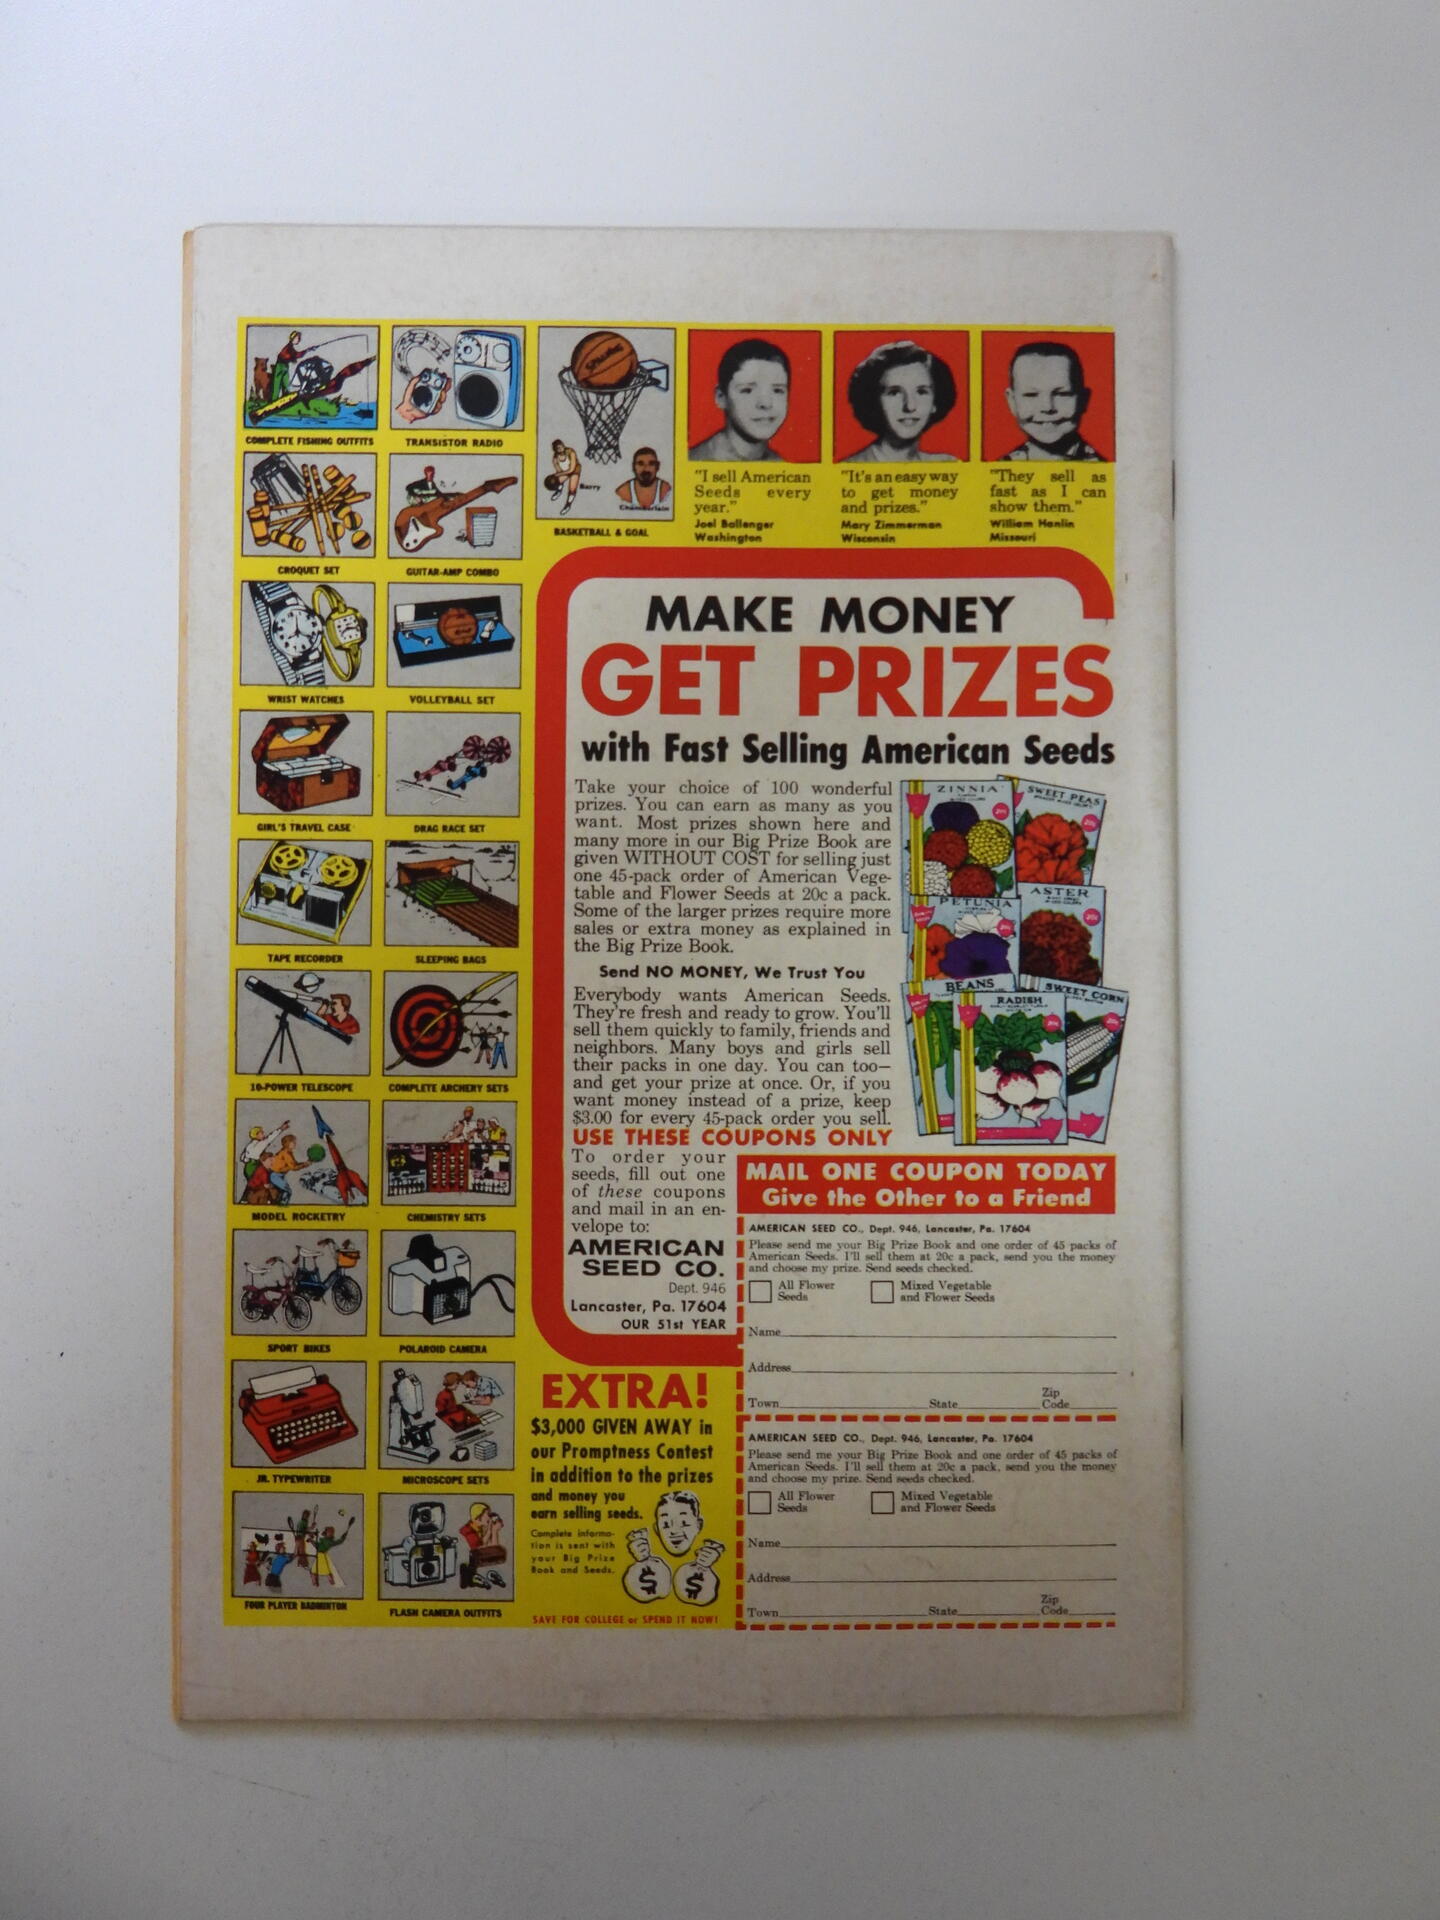 COMPLETE FISHING OUTFITS
TRANSISTOR RADIO
SPALDING
Barry
Chamberlain
BASKETBALL & GOAL
"I sell American
Seeds every
year."
Joel Ballenger
Washington
"It's an easy way
to get money
and prizes."
Mary Zimmerman
Wisconsin
"They sell as
fast as I can
show them."
William Hanlin
Missouri
CROQUET SET
GUITAR-AMP COMBO
WRIST WATCHES
VOLLEYBALL SET
GIRL'S TRAVEL CASE
DRAG RACE SET
TAPE RECORDER
SLEEPING BAGS
10-POWER TELESCOPE
COMPLETE ARCHERY SETS
MODEL ROCKETRY
CHEMISTRY SETS
SPORT BIKES
POLAROID CAMERA
JR. TYPEWRITER
MICROSCOPE SETS
FOUR PLAYER BADMINTON
FLASH CAMERA OUTFITS
MAKE MONEY
GET PRIZES
with Fast Selling American Seeds
Take your choice of 100 wonderful
prizes. You can earn as many as you
want. Most prizes shown here and
many more in our Big Prize Book are
given WITHOUT COST for selling just
one 45-pack order of American Vege-
table and Flower Seeds at 20c a pack.
Some of the larger prizes require more
sales or extra money as explained in
the Big Prize Book.
Send NO MONEY, We Trust You
Everybody wants American Seeds.
They're fresh and ready to grow. You'll
sell them quickly to family, friends and
neighbors. Many boys and girls sell
their packs in one day. You can too—
and get your prize at once. Or, if you
want money instead of a prize, keep
$3.00 for every 45-pack order you sell.
USE THESE COUPONS ONLY
To order your
seeds, fill out one
of these coupons
and mail in an en-
velope to:
AMERICAN
SEED CO.
Dept. 946
Lancaster, Pa. 17604
OUR 51st YEAR
ZINNIA
SWEET PEAS
PETUNIA
ASTER
BEANS
RADISH
SWEET CORN
MAIL ONE COUPON TODAY
Give the Other to a Friend
AMERICAN SEED CO., Dept. 946, Lancaster, Pa. 17604
Please send me your Big Prize Book and one order of 45 packs of
American Seeds. I'll sell them at 20c a pack, send you the money
and choose my prize. Send seeds checked.
All Flower
Seeds
Mixed Vegetable
and Flower Seeds
Name
Address
Town State Zip Code
AMERICAN SEED CO., Dept. 946, Lancaster, Pa. 17604
Please send me your Big Prize Book and one order of 45 packs of
American Seeds. I'll sell them at 20c a pack, send you the money
and choose my prize. Send seeds checked.
All Flower
Seeds
Mixed Vegetable
and Flower Seeds
Name
Address
Town State Zip Code
EXTRA!
$3,000 GIVEN AWAY in
our Promptness Contest
in addition to the prizes
and money you
earn selling seeds.
Complete informa-
tion is sent with
your Big Prize
Book and Seeds.
$ $
SAVE FOR COLLEGE or SPEND IT NOW!